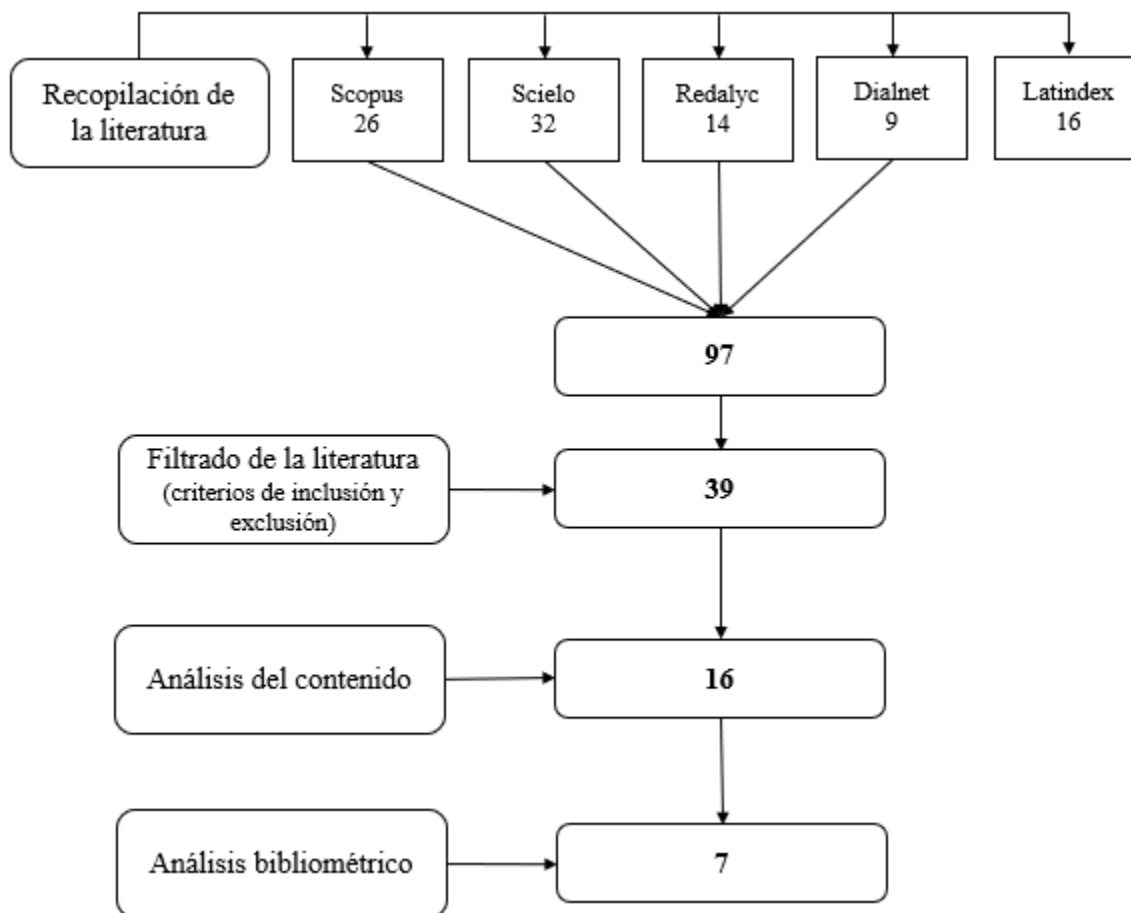 Recopilación de
la literatura
Scopus
26
Scielo
32
Redalyc
14
Dialnet
9
Latindex
16
97
Filtrado de la literatura
(criterios de inclusión y
exclusión)
39
Análisis del contenido
16
Análisis bibliométrico
7